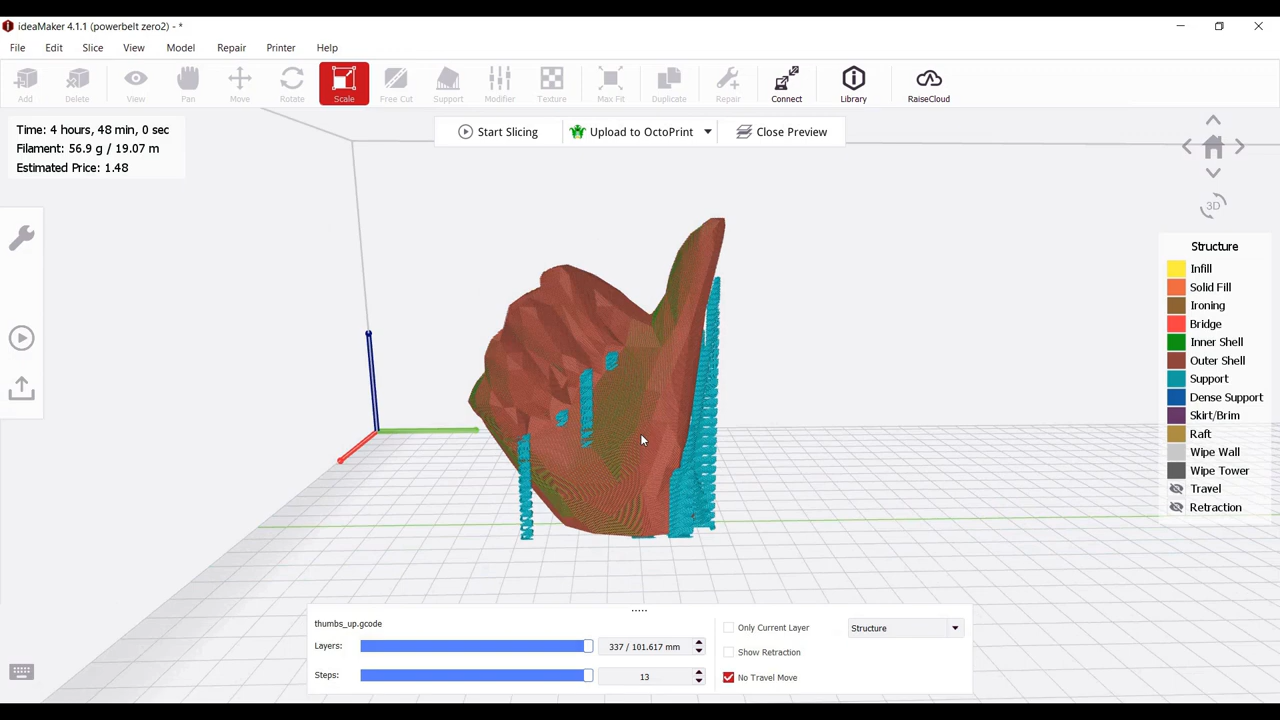 ideaMaker 4.1.1 (powerbelt zero2) - *
File Edit Slice View Model Repair Printer Help
Add Delete View Pan Move Rotate Scale Free Cut Support Modifier Texture Max Fit Duplicate Repair Connect Library RaiseCloud
Time: 4 hours, 48 min, 0 sec
Filament: 56.9 g / 19.07 m
Estimated Price: 1.48
Start Slicing Upload to OctoPrint Close Preview
3D
Structure
Infill
Solid Fill
Ironing
Bridge
Inner Shell
Outer Shell
Support
Dense Support
Skirt/Brim
Raft
Wipe Wall
Wipe Tower
Travel
Retraction
thumbs_up.gcode
Layers: 337 / 101.617 mm
Steps: 13
Only Current Layer Structure
Show Retraction
No Travel Move